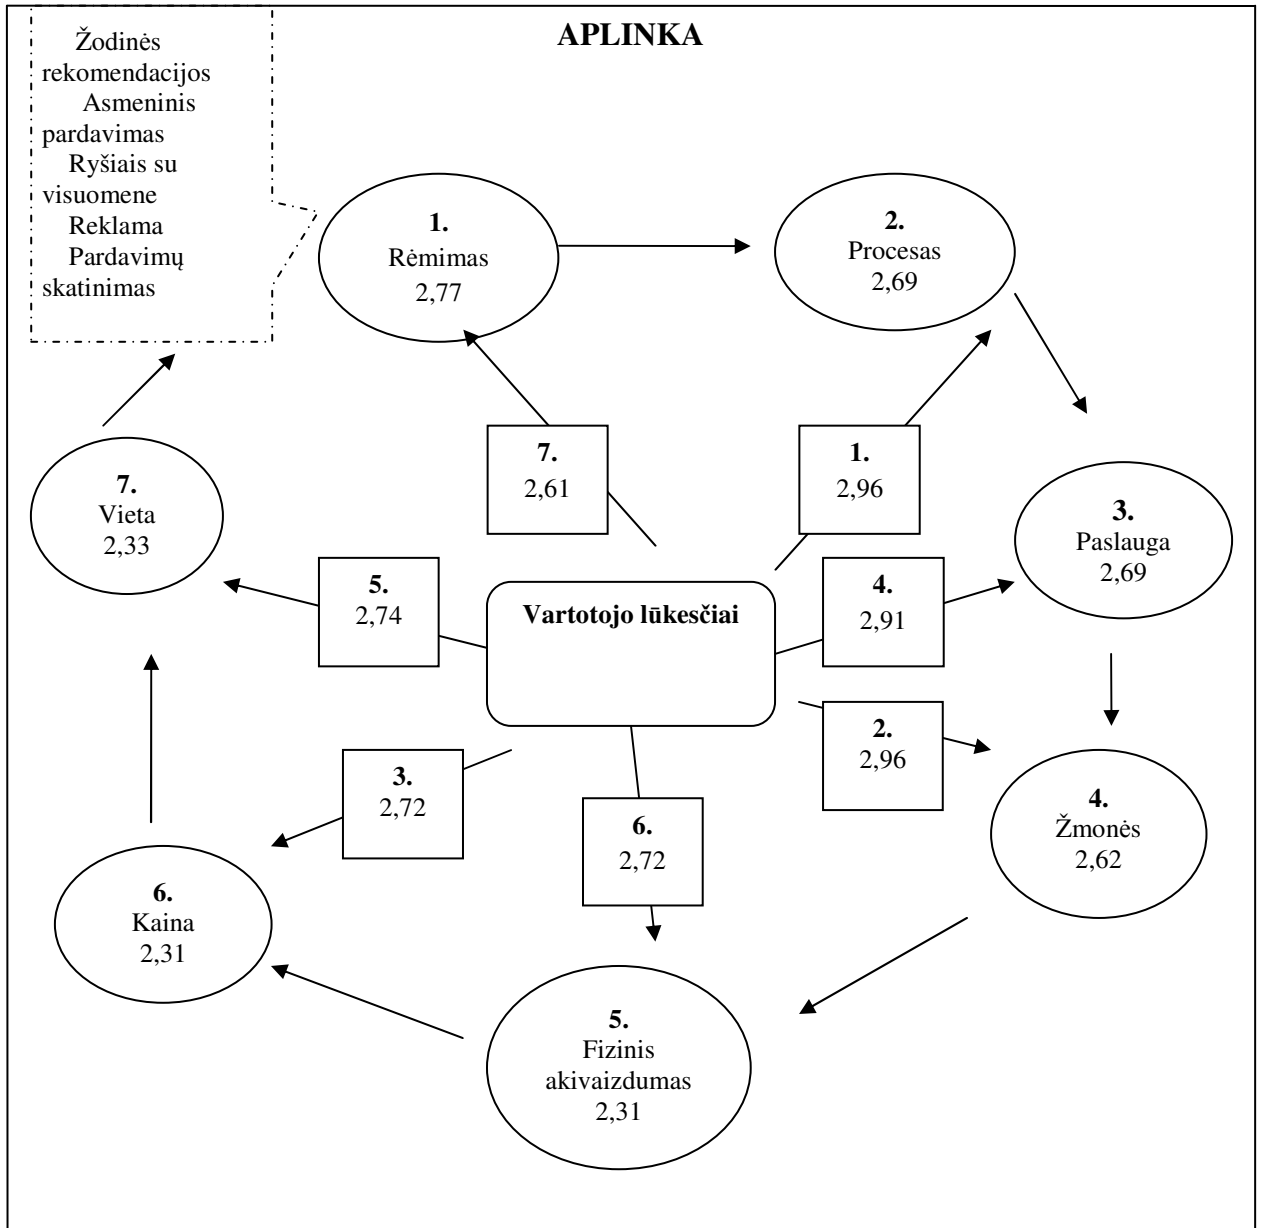 APLINKA
Žodinės
rekomendacijos
Asmeninis
pardavimas
Ryšiais su
visuomene
Reklama
Pardavimų
skatinimas
1.
Rėmimas
2,77
2.
Procesas
2,69
7.
2,61
1.
2,96
7.
Vieta
2,33
3.
Paslauga
2,69
5.
2,74
Vartotojo lūkesčiai
4.
2,91
3.
2,72
6.
2,72
2.
2,96
4.
Žmonės
2,62
6.
Kaina
2,31
5.
Fizinis
akivaizdumas
2,31